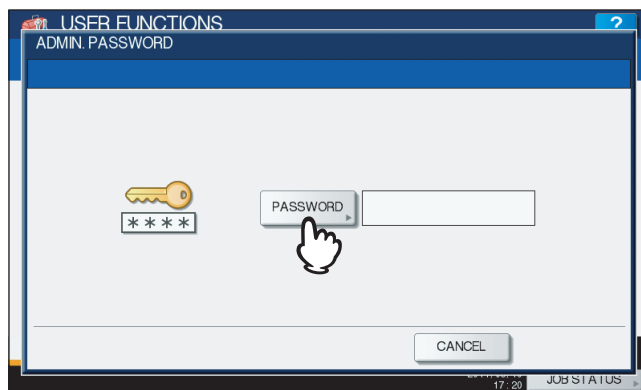 USER FUNCTIONS
?
ADMIN. PASSWORD
PASSWORD
****
CANCEL
17 : 20
JOB STATUS